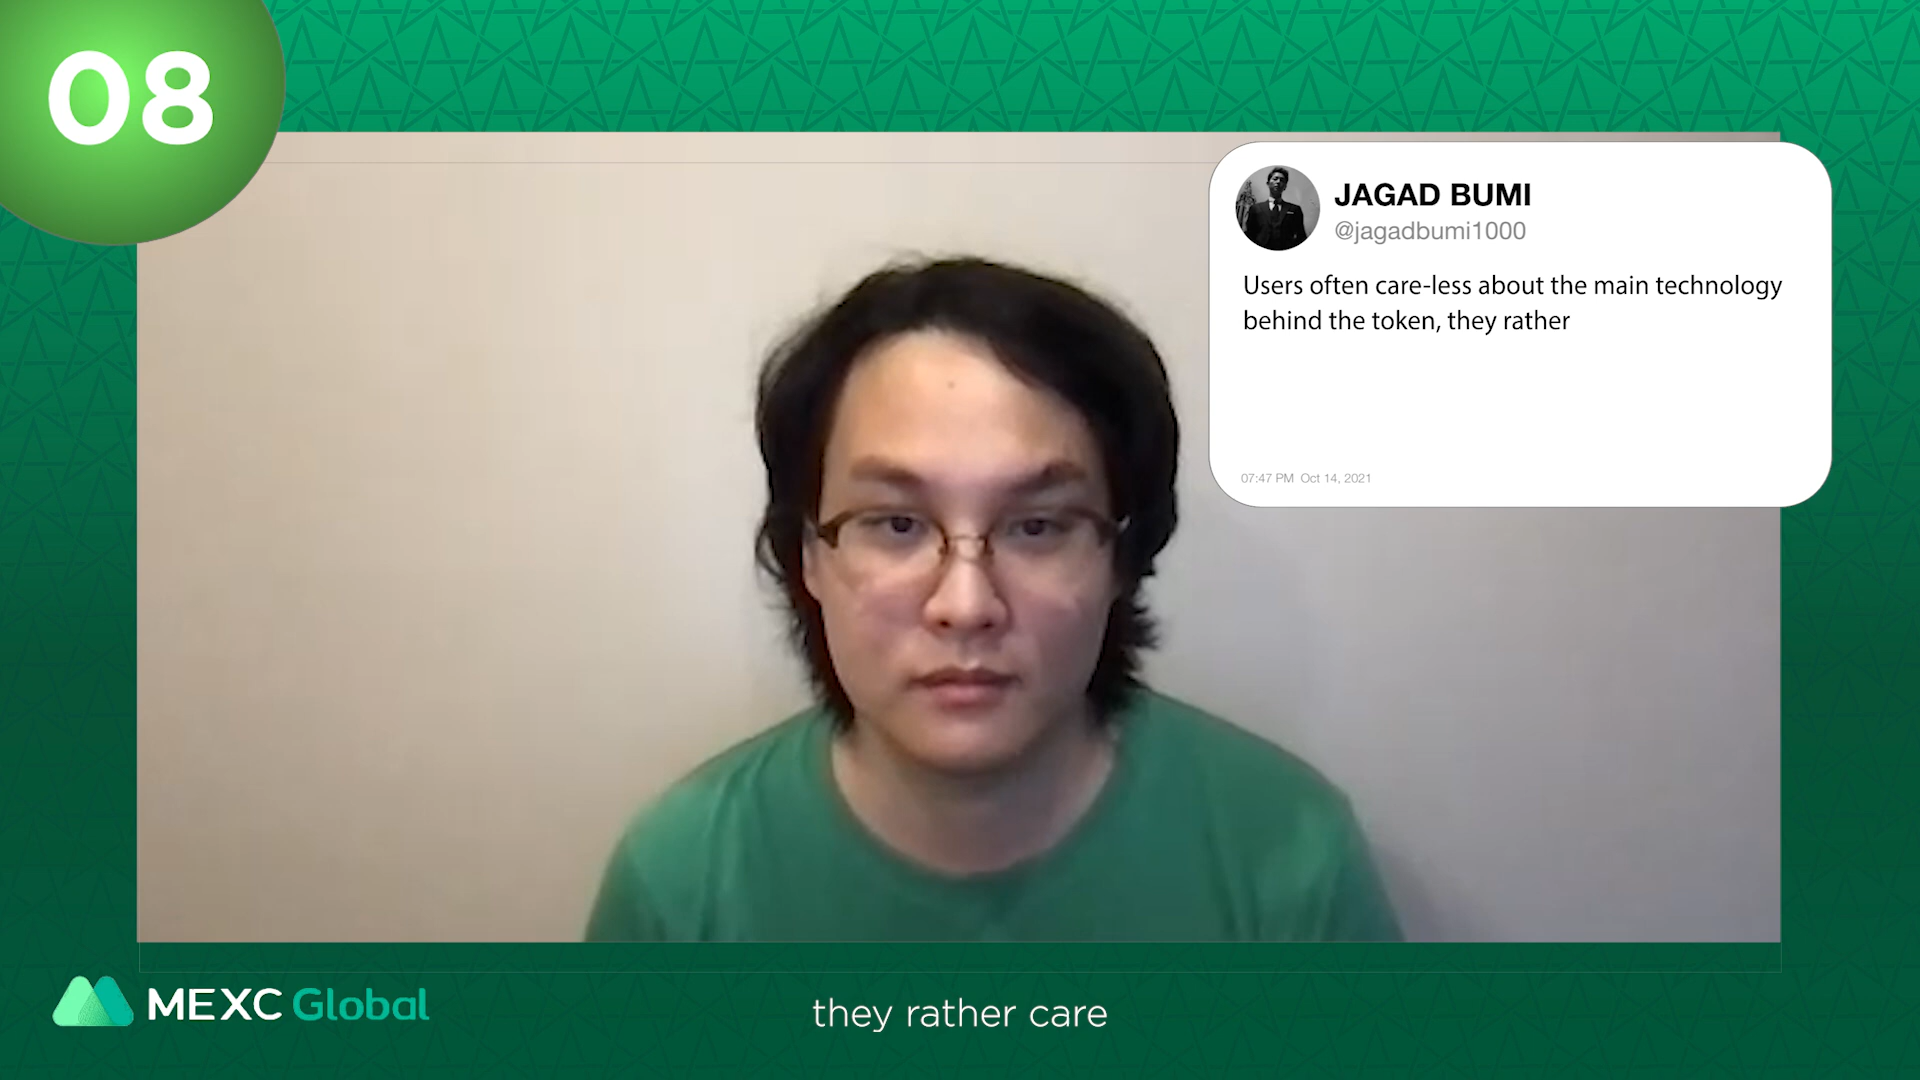 08
JAGAD BUMI
@jagadbumi1000
Users often care-less about the main technology
behind the token, they rather
07:47 PM Oct 14, 2021
MEXC Global
they rather care